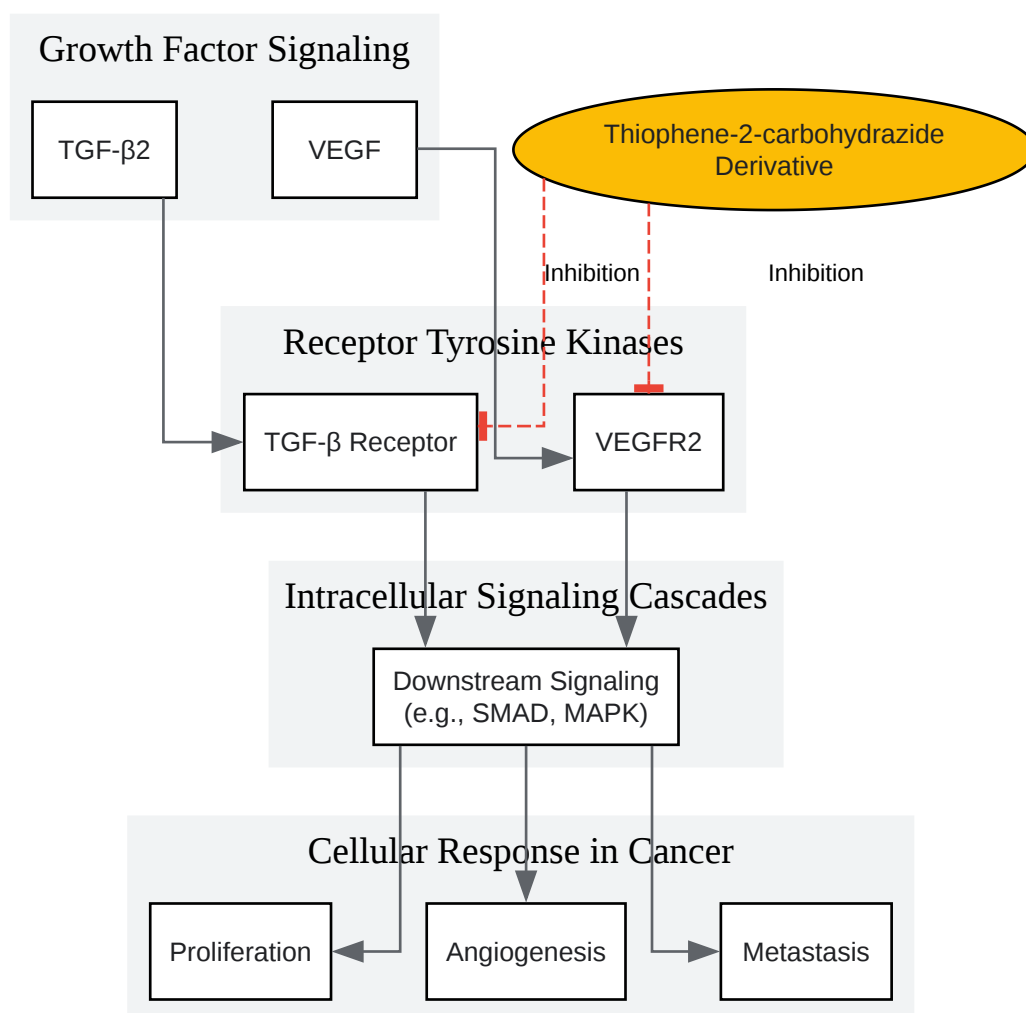 Growth Factor Signaling
TGF-β2
VEGF
Thiophene-2-carbohydrazide
Derivative
Inhibition
Inhibition
Receptor Tyrosine Kinases
TGF-β Receptor
VEGFR2
Intracellular Signaling Cascades
Downstream Signaling
(e.g., SMAD, MAPK)
Cellular Response in Cancer
Proliferation
Angiogenesis
Metastasis